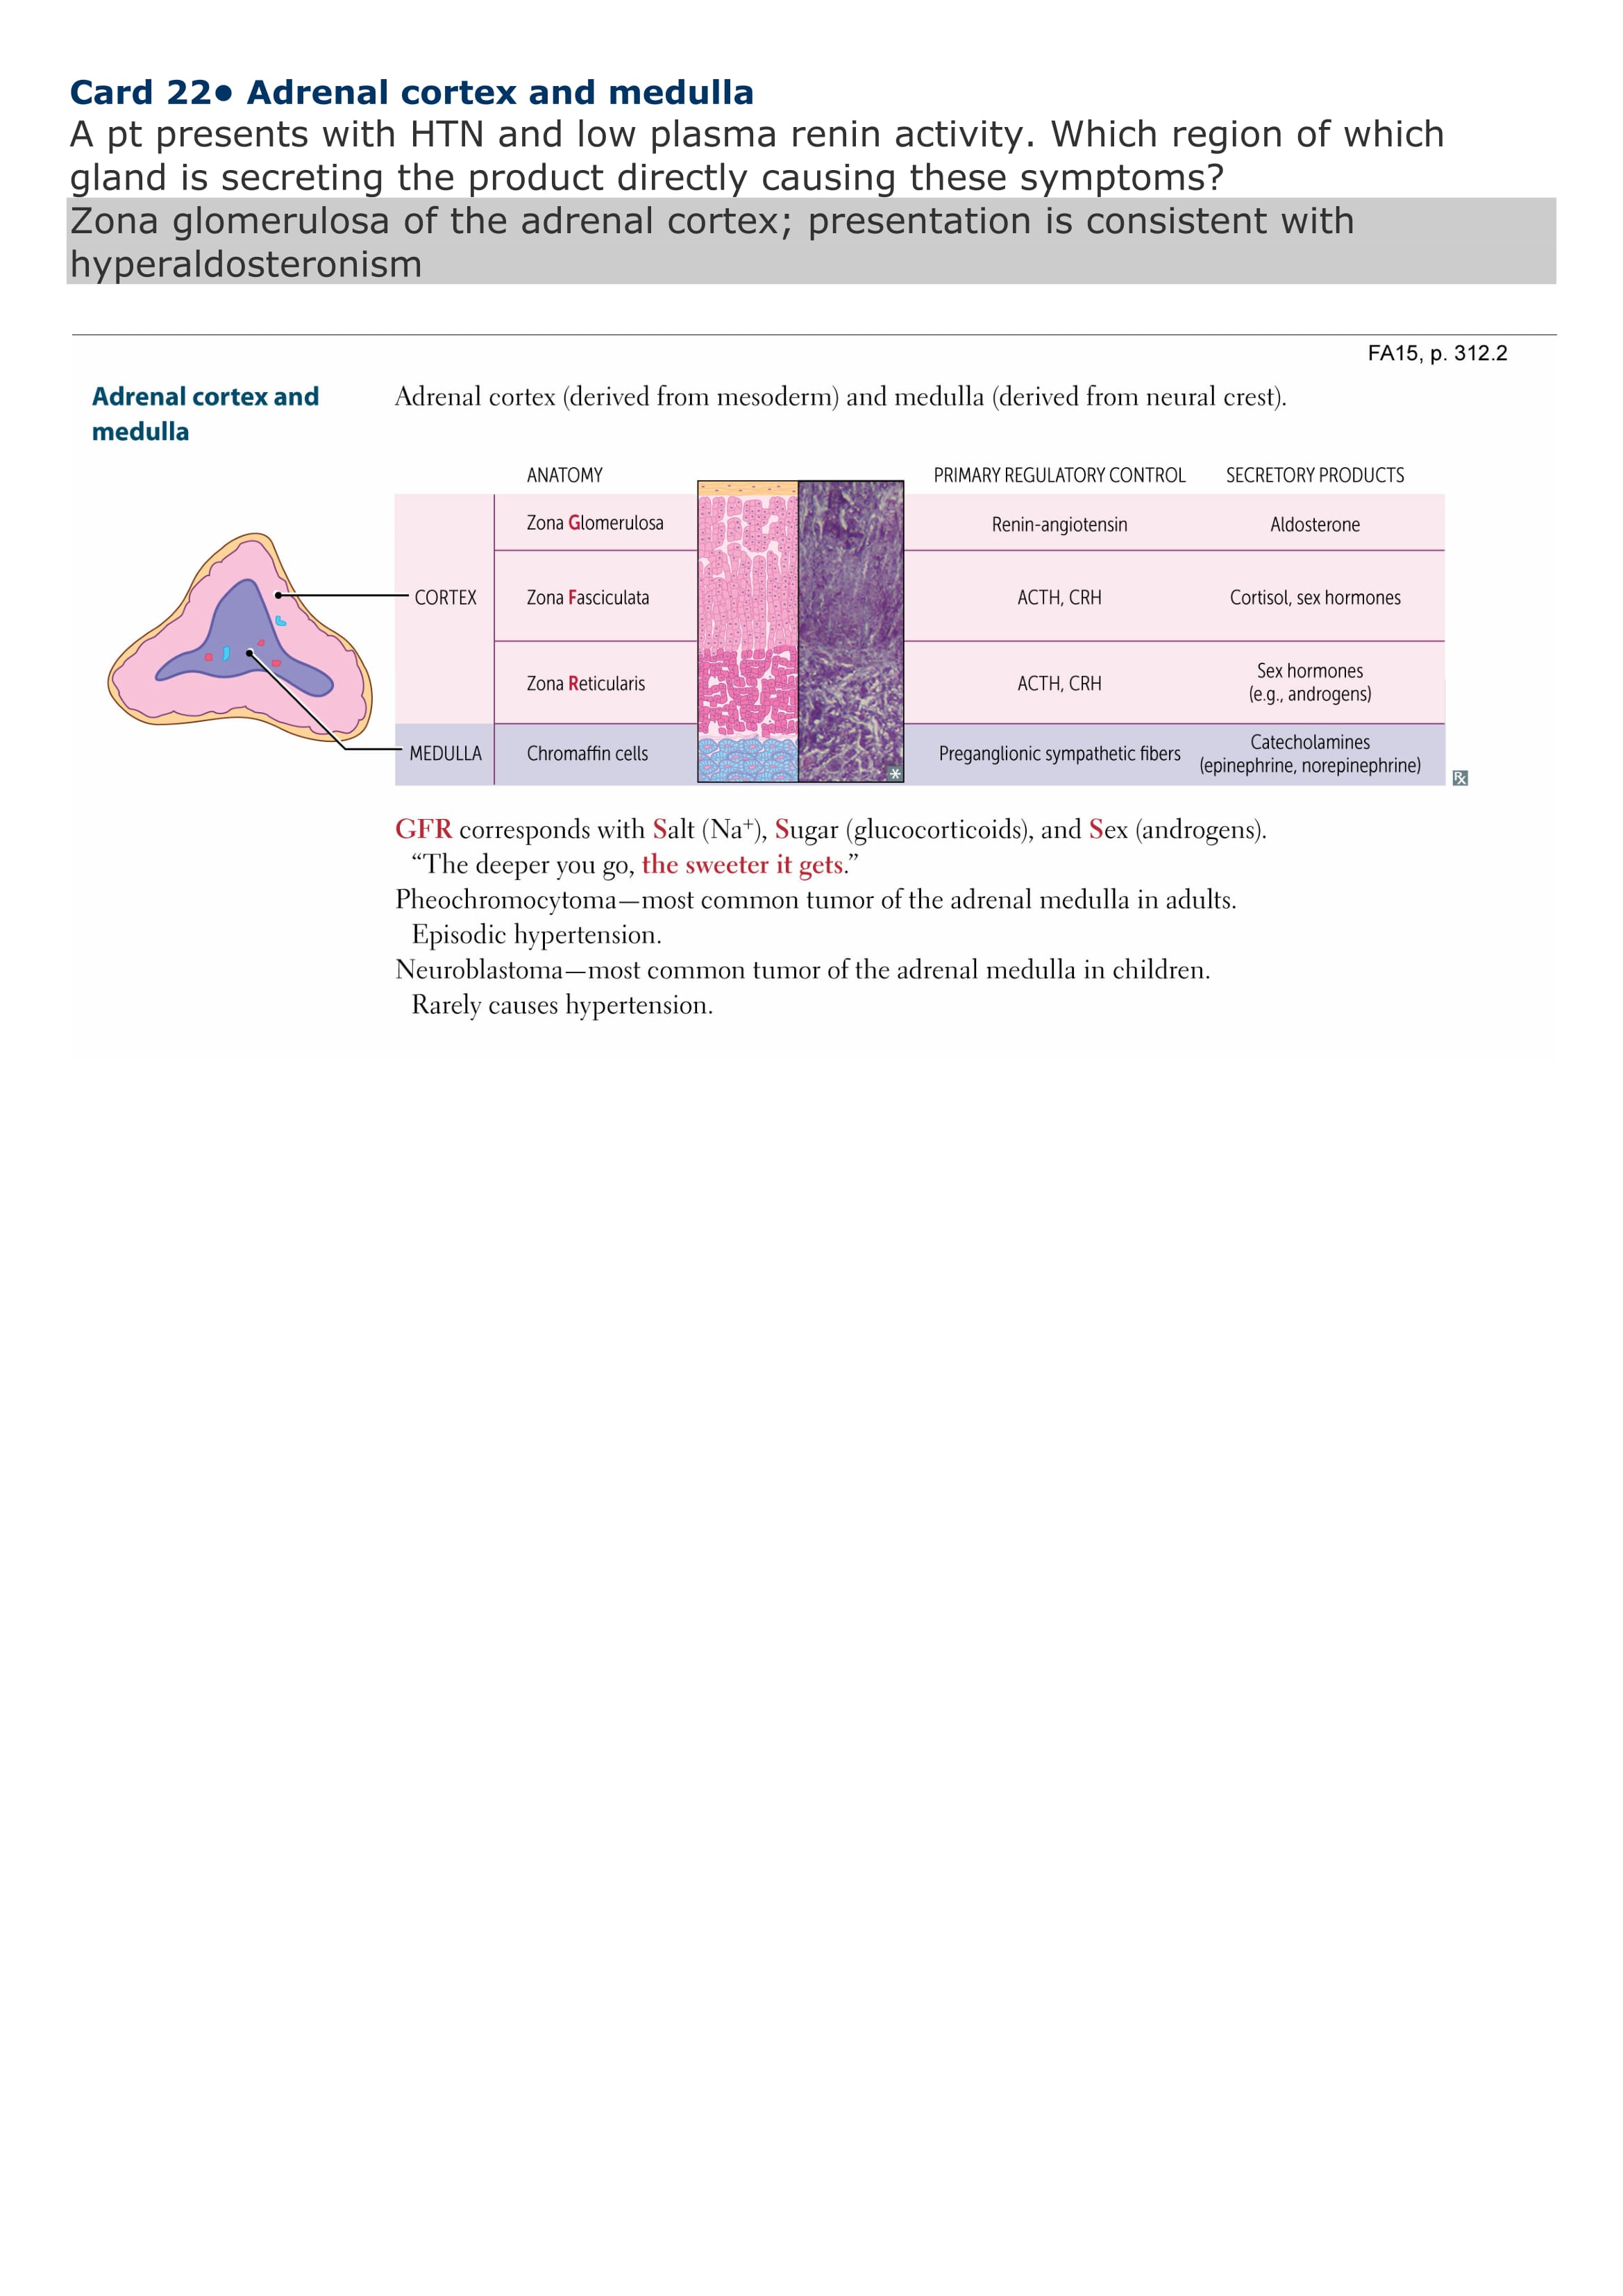 Card 22• Adrenal cortex and medulla
A pt presents with HTN and low plasma renin activity. Which region of which
gland is secreting the product directly causing these symptoms?
Zona glomerulosa of the adrenal cortex; presentation is consistent with
hyperaldosteronism
FA15, p. 312.2
Adrenal cortex and
medulla
Adrenal cortex (derived from mesoderm) and medulla (derived from neural crest).
ANATOMY PRIMARY REGULATORY CONTROL SECRETORY PRODUCTS
Zona Glomerulosa Renin-angiotensin Aldosterone
CORTEX Zona Fasciculata ACTH, CRH Cortisol, sex hormones
Zona Reticularis ACTH, CRH Sex hormones
(e.g., androgens)
MEDULLA Chromaffin cells Preganglionic sympathetic fibers Catecholamines
(epinephrine, norepinephrine)
*
Rx
GFR corresponds with Salt (Na⁺), Sugar (glucocorticoids), and Sex (androgens).
“The deeper you go, the sweeter it gets.”
Pheochromocytoma—most common tumor of the adrenal medulla in adults.
Episodic hypertension.
Neuroblastoma—most common tumor of the adrenal medulla in children.
Rarely causes hypertension.